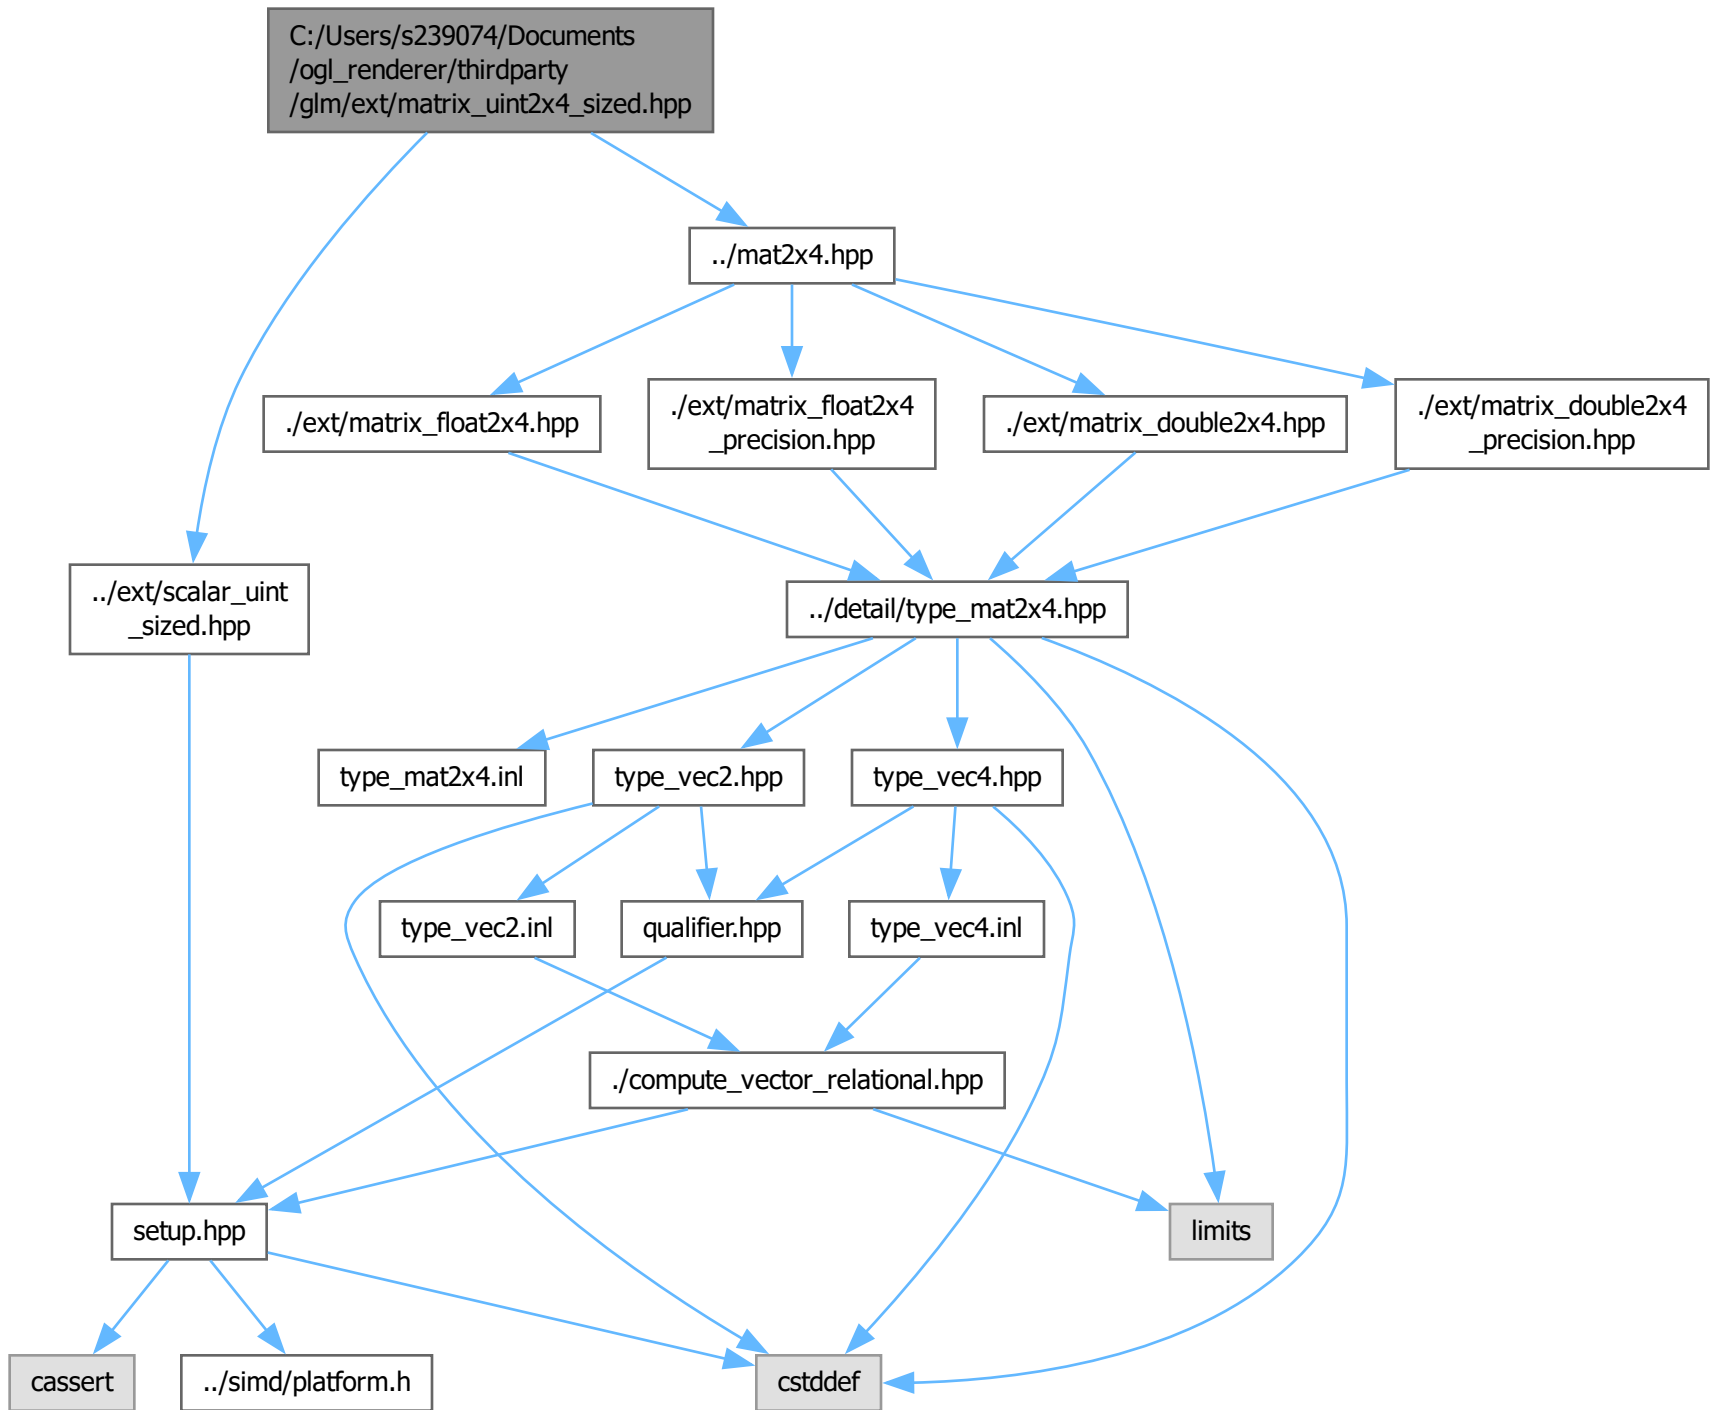 C:/Users/s239074/Documents
/ogl_renderer/thirdparty
/glm/ext/matrix_uint2x4_sized.hpp
../mat2x4.hpp
./ext/matrix_float2x4.hpp
./ext/matrix_float2x4
_precision.hpp
./ext/matrix_double2x4.hpp
./ext/matrix_double2x4
_precision.hpp
../ext/scalar_uint
_sized.hpp
../detail/type_mat2x4.hpp
type_mat2x4.inl
type_vec2.hpp
type_vec4.hpp
type_vec2.inl
qualifier.hpp
type_vec4.inl
./compute_vector_relational.hpp
setup.hpp
limits
cassert
../simd/platform.h
cstddef